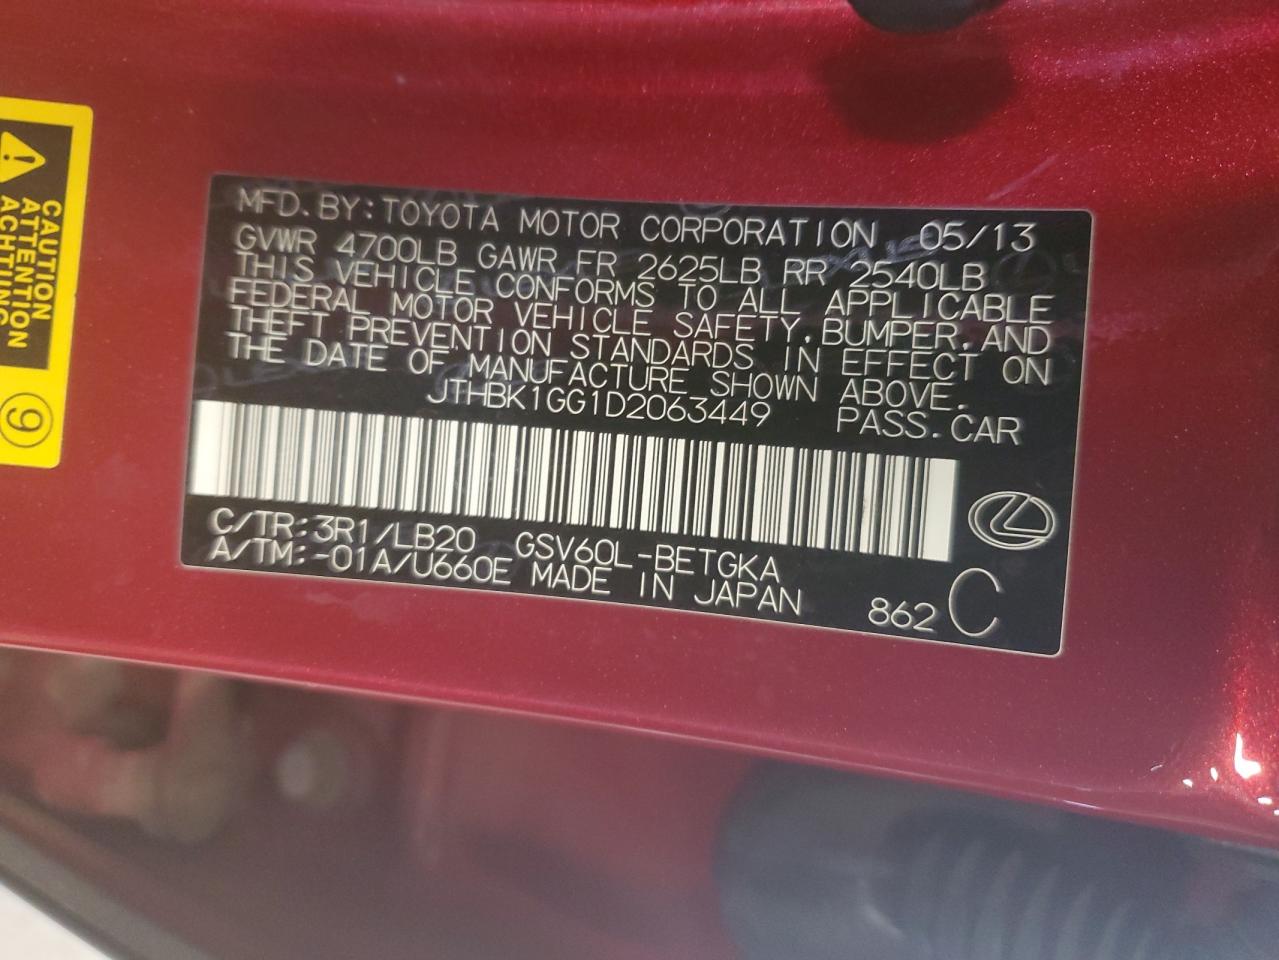 MFD. BY: TOYOTA MOTOR CORPORATION 05/13
GVWR 4700LB GAWR FR 2625LB RR 2540LB
THIS VEHICLE CONFORMS TO ALL APPLICABLE
FEDERAL MOTOR VEHICLE SAFETY, BUMPER, AND
THEFT PREVENTION STANDARDS IN EFFECT ON
THE DATE OF MANUFACTURE SHOWN ABOVE.
JTHBK1GG1D2063449 PASS. CAR
C/TR: 3R1/LB20 GSV60L-BETGKA
A/TM: -01A/U660E MADE IN JAPAN
862 C
CAUTION
ATTENTION
ACHTUNG
9